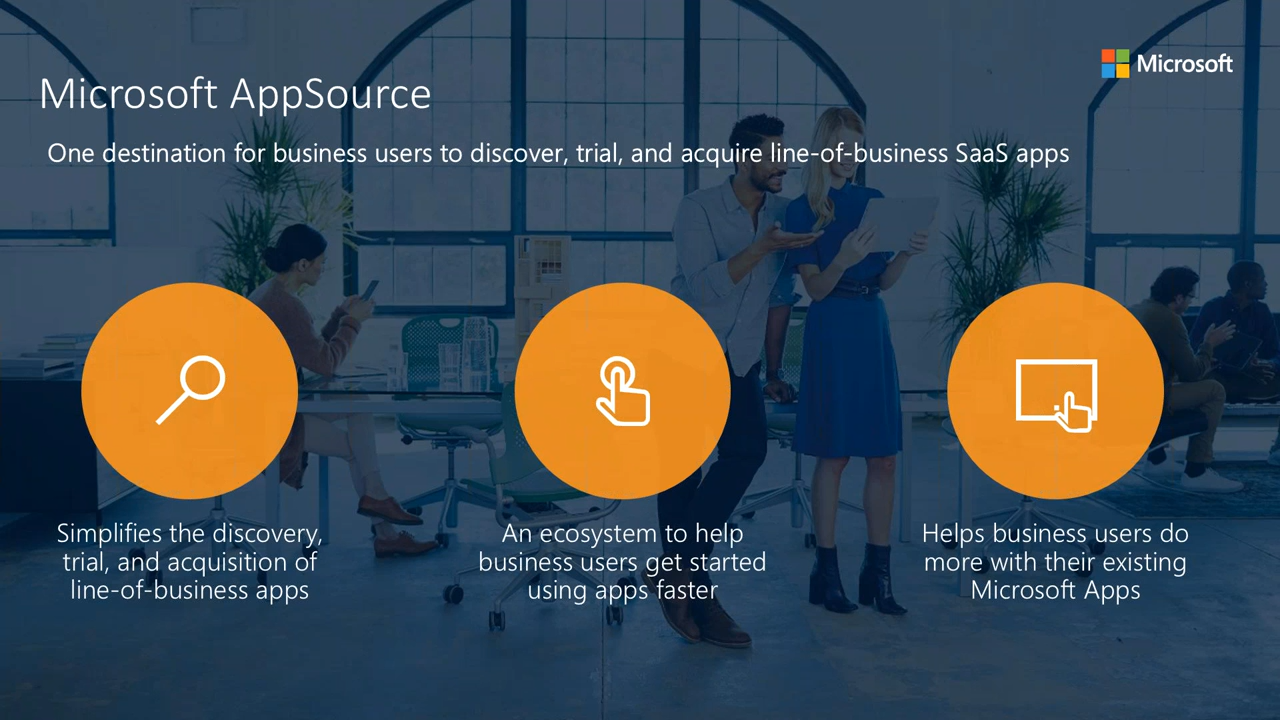 Microsoft
Microsoft AppSource
One destination for business users to discover, trial, and acquire line-of-business SaaS apps
Simplifies the discovery,
trial, and acquisition of
line-of-business apps
An ecosystem to help
business users get started
using apps faster
Helps business users do
more with their existing
Microsoft Apps